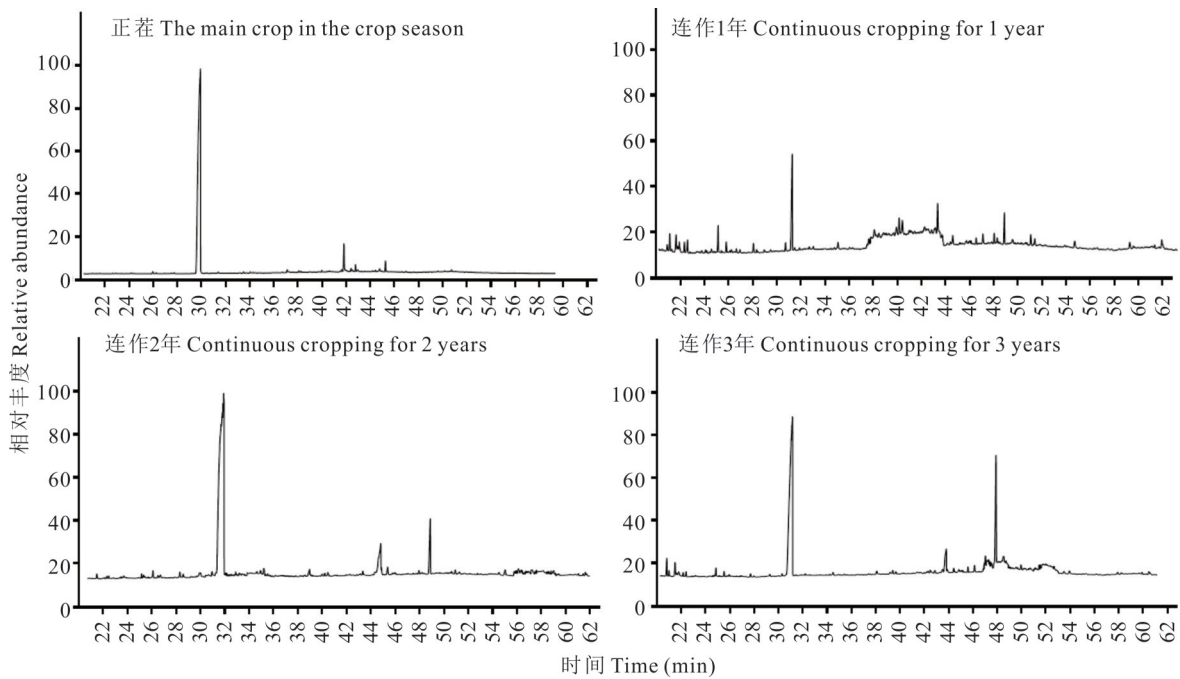 正茬 The main crop in the crop season
100
80
60
40
20
0
22 24 26 28 30 32 34 36 38 40 42 44 46 48 50 52 54 56 58 60 62
连作1年 Continuous cropping for 1 year
100
80
60
40
20
0
22 24 26 28 30 32 34 36 38 40 42 44 46 48 50 52 54 56 58 60 62
连作2年 Continuous cropping for 2 years
100
80
60
40
20
0
22 24 26 28 30 32 34 36 38 40 42 44 46 48 50 52 54 56 58 60 62
连作3年 Continuous cropping for 3 years
100
80
60
40
20
0
22 24 26 28 30 32 34 36 38 40 42 44 46 48 50 52 54 56 58 60 62
相对丰度 Relative abundance
时间 Time (min)